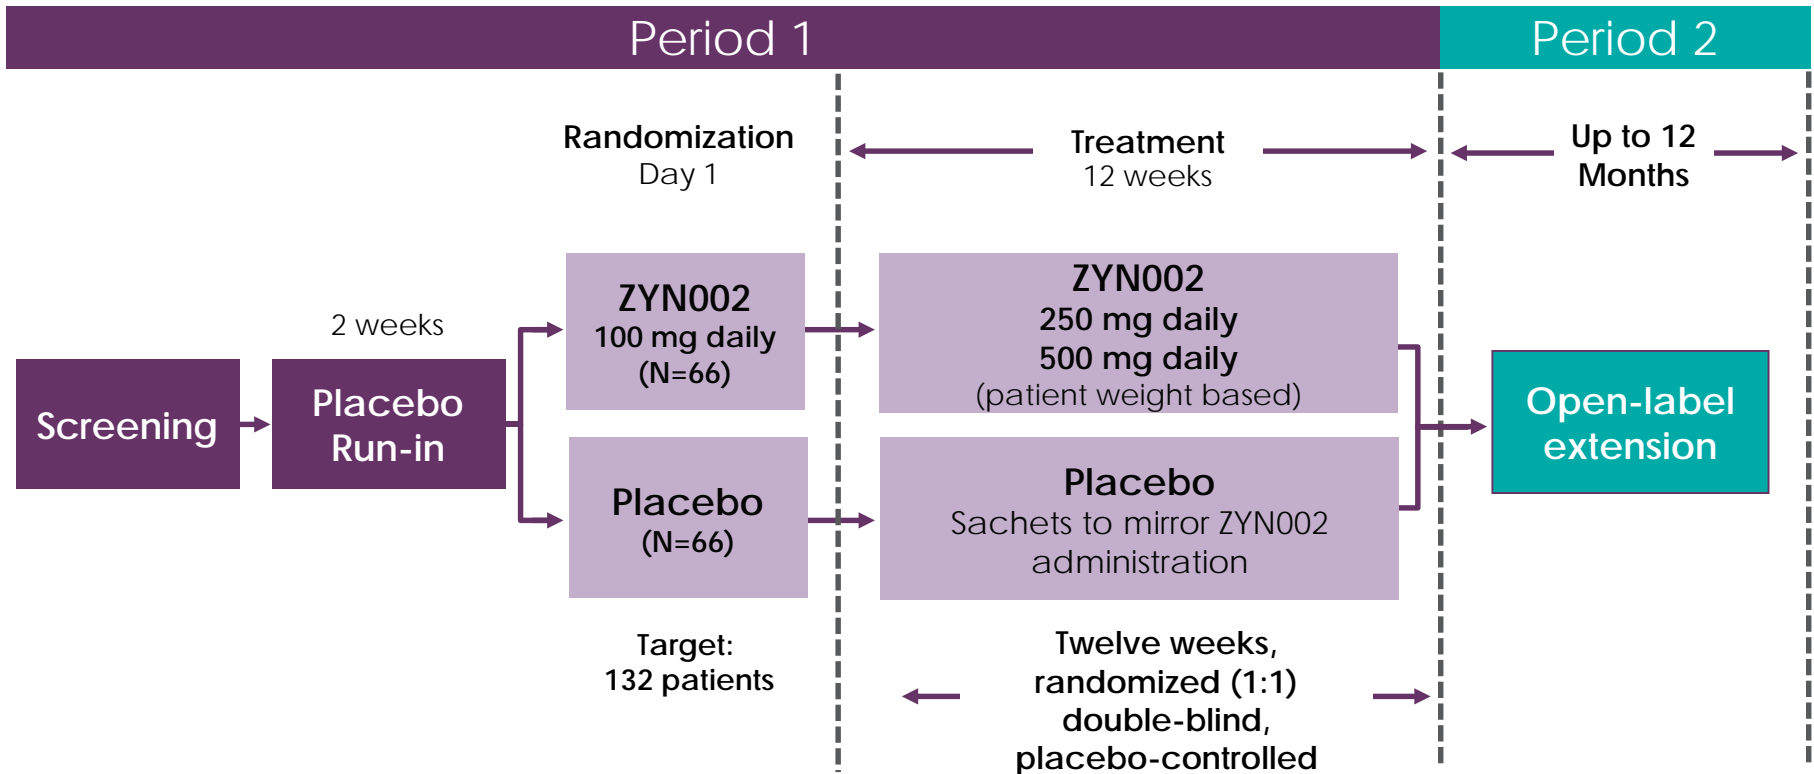 Period 1
Period 2
Randomization
Day 1
Treatment
12 weeks
Up to 12
Months
2 weeks
Screening
Placebo
Run-in
ZYN002
100 mg daily
(N=66)
Placebo
(N=66)
ZYN002
250 mg daily
500 mg daily
(patient weight based)
Placebo
Sachets to mirror ZYN002
administration
Open-label
extension
Target:
132 patients
Twelve weeks,
randomized (1:1)
double-blind,
placebo-controlled